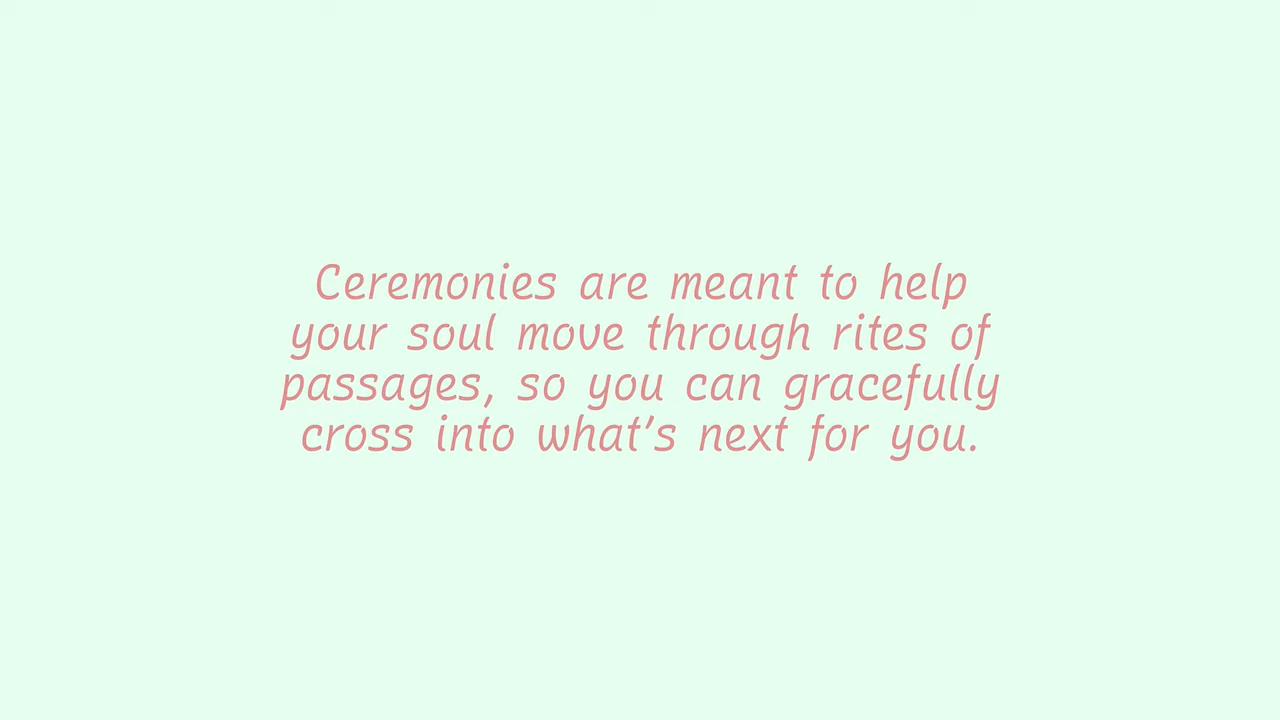 Ceremonies are meant to help
your soul move through rites of
passages, so you can gracefully
cross into what’s next for you.